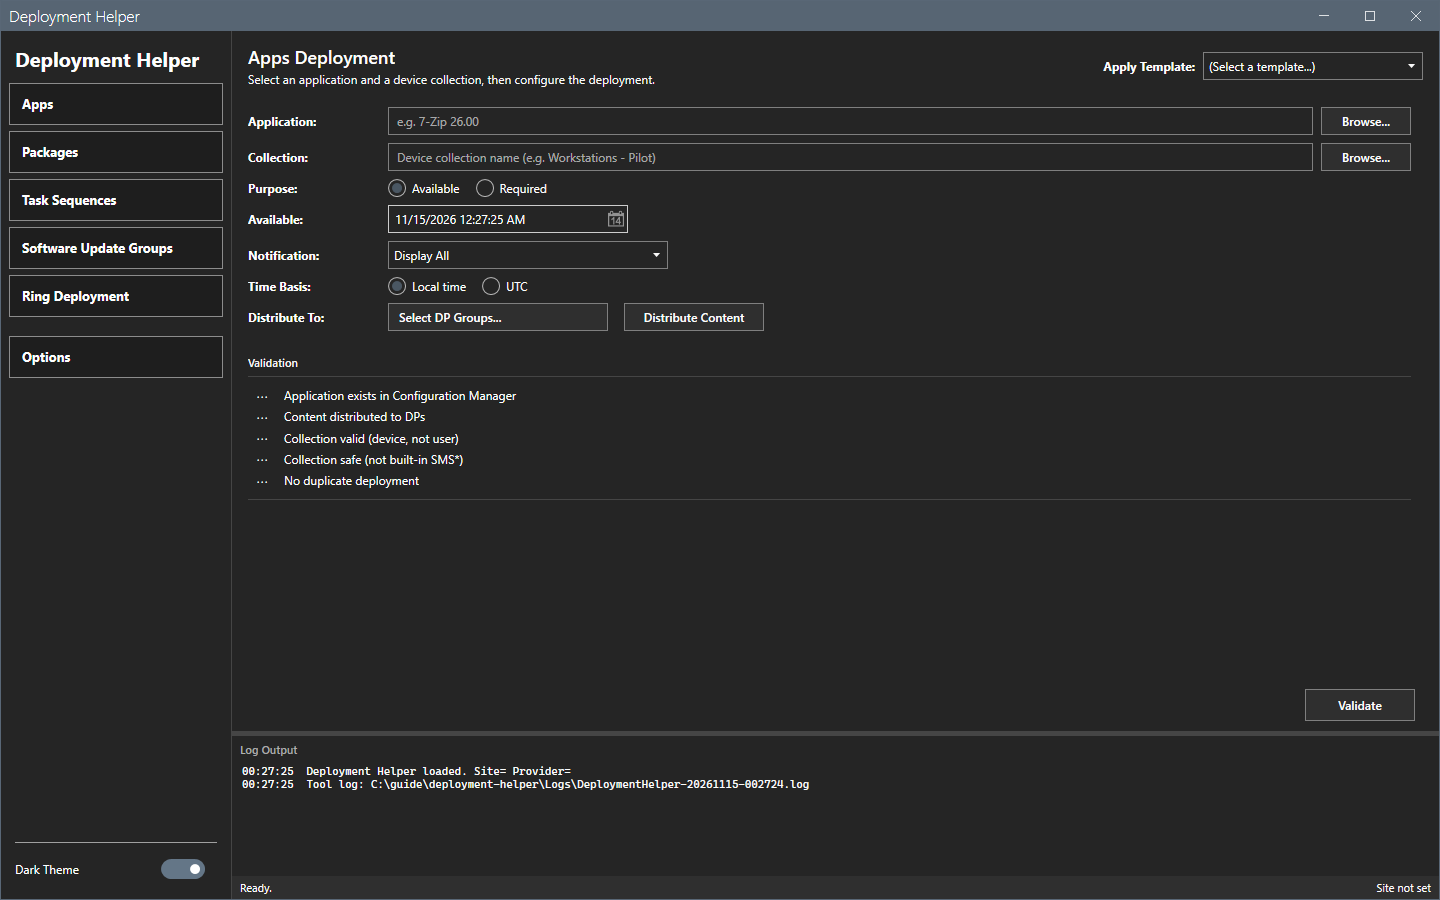 Deployment Helper
Deployment Helper
Apps
Packages
Task Sequences
Software Update Groups
Ring Deployment
Options
Dark Theme
Apps Deployment
Select an application and a device collection, then configure the deployment.
Apply Template: (Select a template...)
Application: e.g. 7-Zip 26.00 Browse...
Collection: Device collection name (e.g. Workstations - Pilot) Browse...
Purpose: Available Required
Available: 11/15/2026 12:27:25 AM 14
Notification: Display All
Time Basis: Local time UTC
Distribute To: Select DP Groups... Distribute Content
Validation
... Application exists in Configuration Manager
... Content distributed to DPs
... Collection valid (device, not user)
... Collection safe (not built-in SMS*)
... No duplicate deployment
Validate
Log Output
00:27:25 Deployment Helper loaded. Site= Provider=
00:27:25 Tool log: C:\guide\deployment-helper\Logs\DeploymentHelper-20261115-002724.log
Ready. Site not set